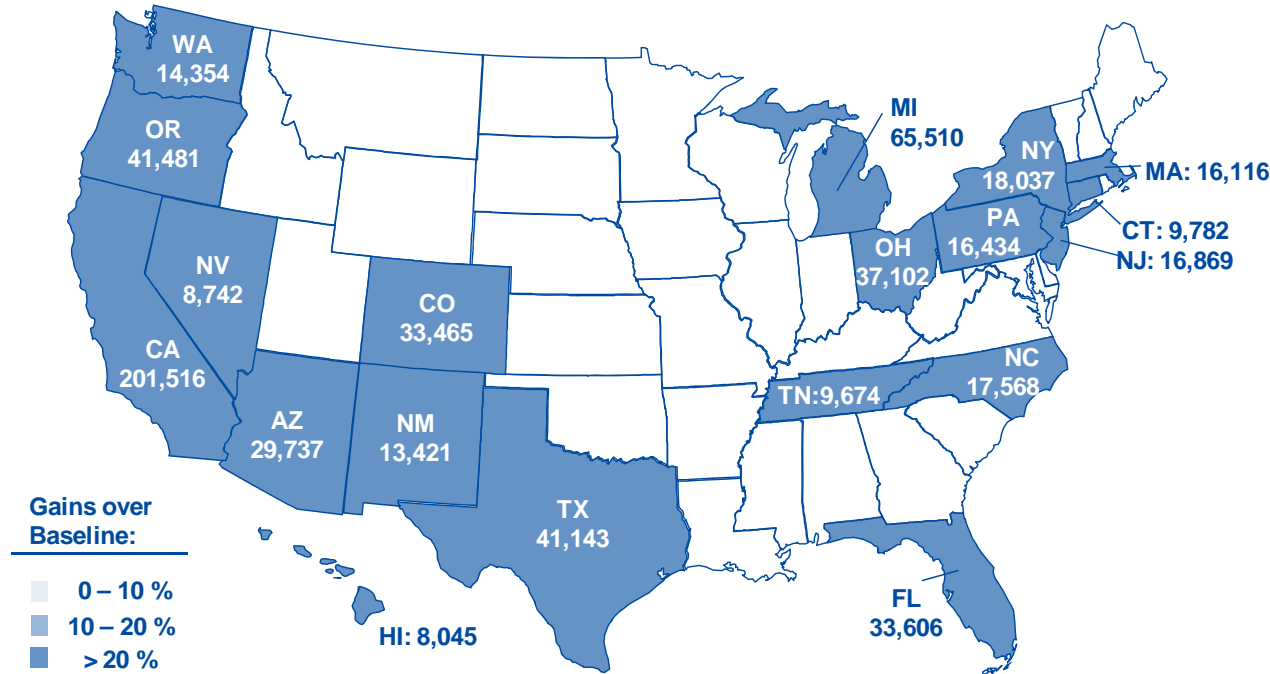 WA
14,354
OR
41,481
MI
65,510
NY
18,037
MA: 16,116
PA
16,434
CT: 9,782
NJ: 16,869
OH
37,102
NV
8,742
CO
33,465
CA
201,516
NC
17,568
TN:9,674
AZ
29,737
NM
13,421
TX
41,143
Gains over
Baseline:
0 – 10 %
10 – 20 %
> 20 %
HI: 8,045
FL
33,606